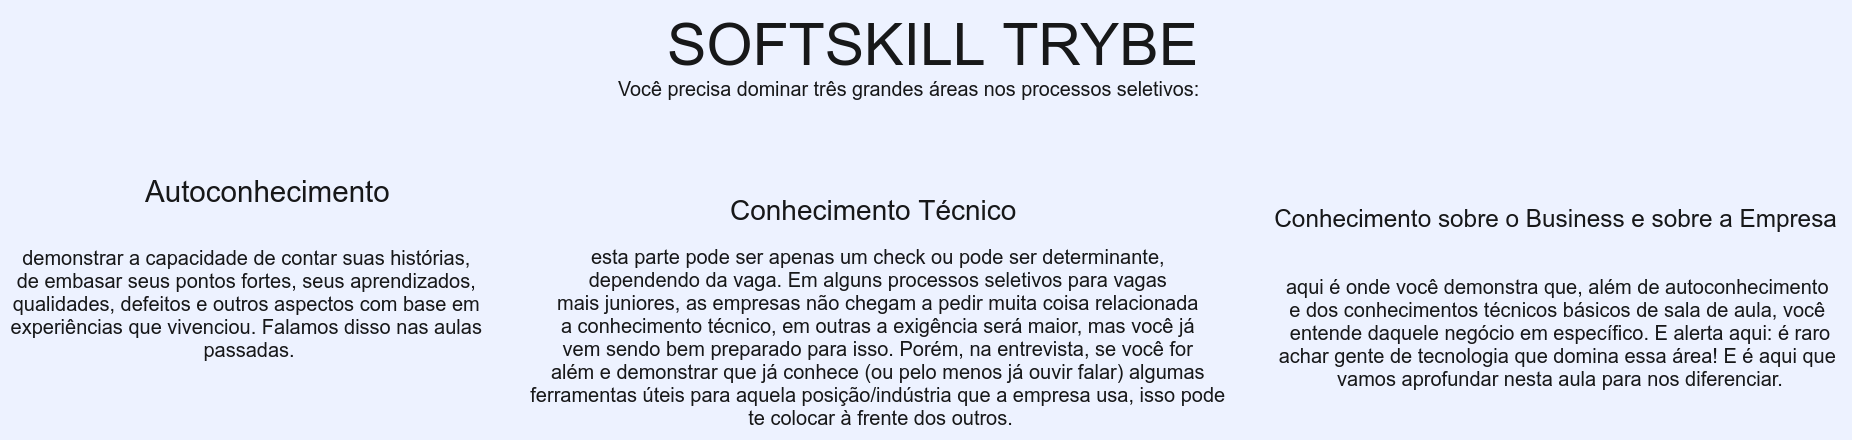 SOFTSKILL TRYBE
Você precisa dominar três grandes áreas nos processos seletivos:
Autoconhecimento
demonstrar a capacidade de contar suas histórias,
de embasar seus pontos fortes, seus aprendizados,
qualidades, defeitos e outros aspectos com base em
experiências que vivenciou. Falamos disso nas aulas
passadas.
Conhecimento Técnico
esta parte pode ser apenas um check ou pode ser determinante,
dependendo da vaga. Em alguns processos seletivos para vagas
mais juniores, as empresas não chegam a pedir muita coisa relacionada
a conhecimento técnico, em outras a exigência será maior, mas você já
vem sendo bem preparado para isso. Porém, na entrevista, se você for
além e demonstrar que já conhece (ou pelo menos já ouvir falar) algumas
ferramentas úteis para aquela posição/indústria que a empresa usa, isso pode
te colocar à frente dos outros.
Conhecimento sobre o Business e sobre a Empresa
aqui é onde você demonstra que, além de autoconhecimento
e dos conhecimentos técnicos básicos de sala de aula, você
entende daquele negócio em específico. E alerta aqui: é raro
achar gente de tecnologia que domina essa área! E é aqui que
vamos aprofundar nesta aula para nos diferenciar.